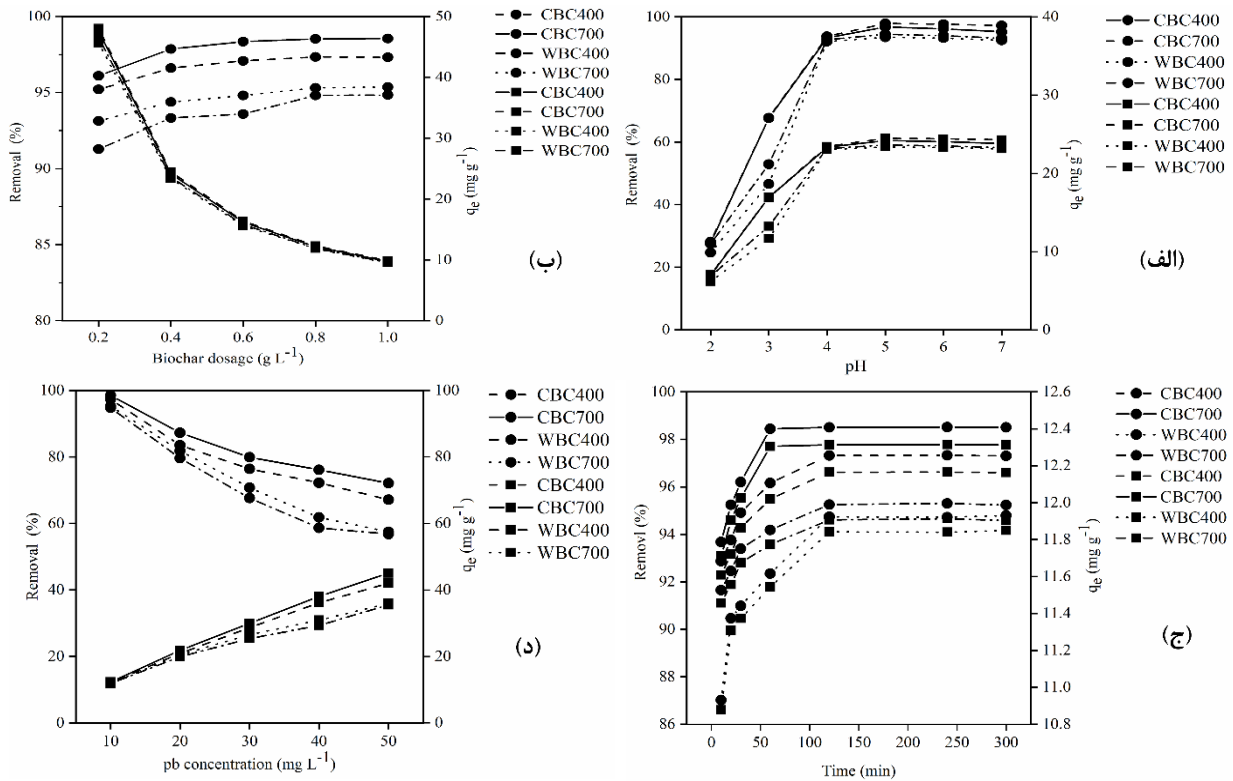 100
95
90
85
80
Removal (%)
50
40
30
20
10
0
qe (mg g-1)
0.2 0.4 0.6 0.8 1.0
Biochar dosage (g L-1)
CBC400
CBC700
WBC400
WBC700
CBC400
CBC700
WBC400
WBC700
(ب)
100
80
60
40
20
0
Removal (%)
40
30
20
10
0
qe (mg g-1)
2 3 4 5 6 7
pH
CBC400
CBC700
WBC400
WBC700
CBC400
CBC700
WBC400
WBC700
(الف)
100
80
60
40
20
0
Removal (%)
100
80
60
40
20
0
qe (mg g-1)
10 20 30 40 50
pb concentration (mg L-1)
CBC400
CBC700
WBC400
WBC700
CBC400
CBC700
WBC400
WBC700
(د)
100
98
96
94
92
90
88
86
Removl (%)
12.6
12.4
12.2
12.0
11.8
11.6
11.4
11.2
11.0
10.8
qe (mg g-1)
0 50 100 150 200 250 300
Time (min)
CBC400
CBC700
WBC400
WBC700
CBC400
CBC700
WBC400
WBC700
(ج)